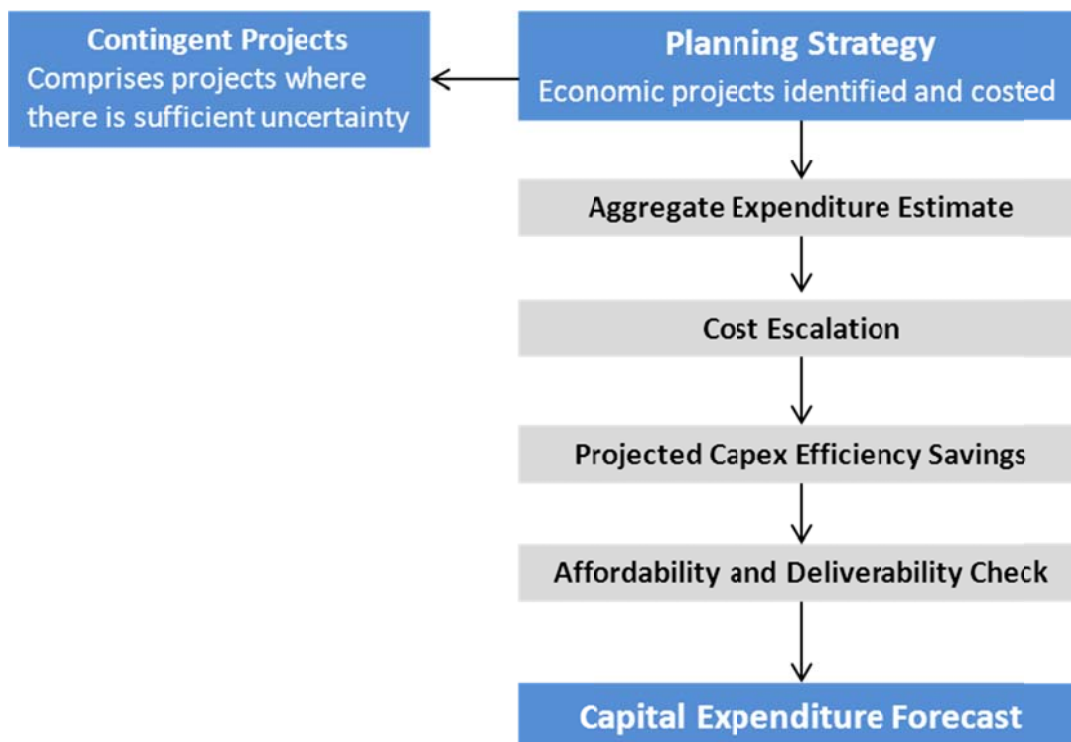 Contingent Projects
Comprises projects where
there is sufficient uncertainty
Planning Strategy
Economic projects identified and costed
Aggregate Expenditure Estimate
Cost Escalation
Projected Capex Efficiency Savings
Affordability and Deliverability Check
Capital Expenditure Forecast